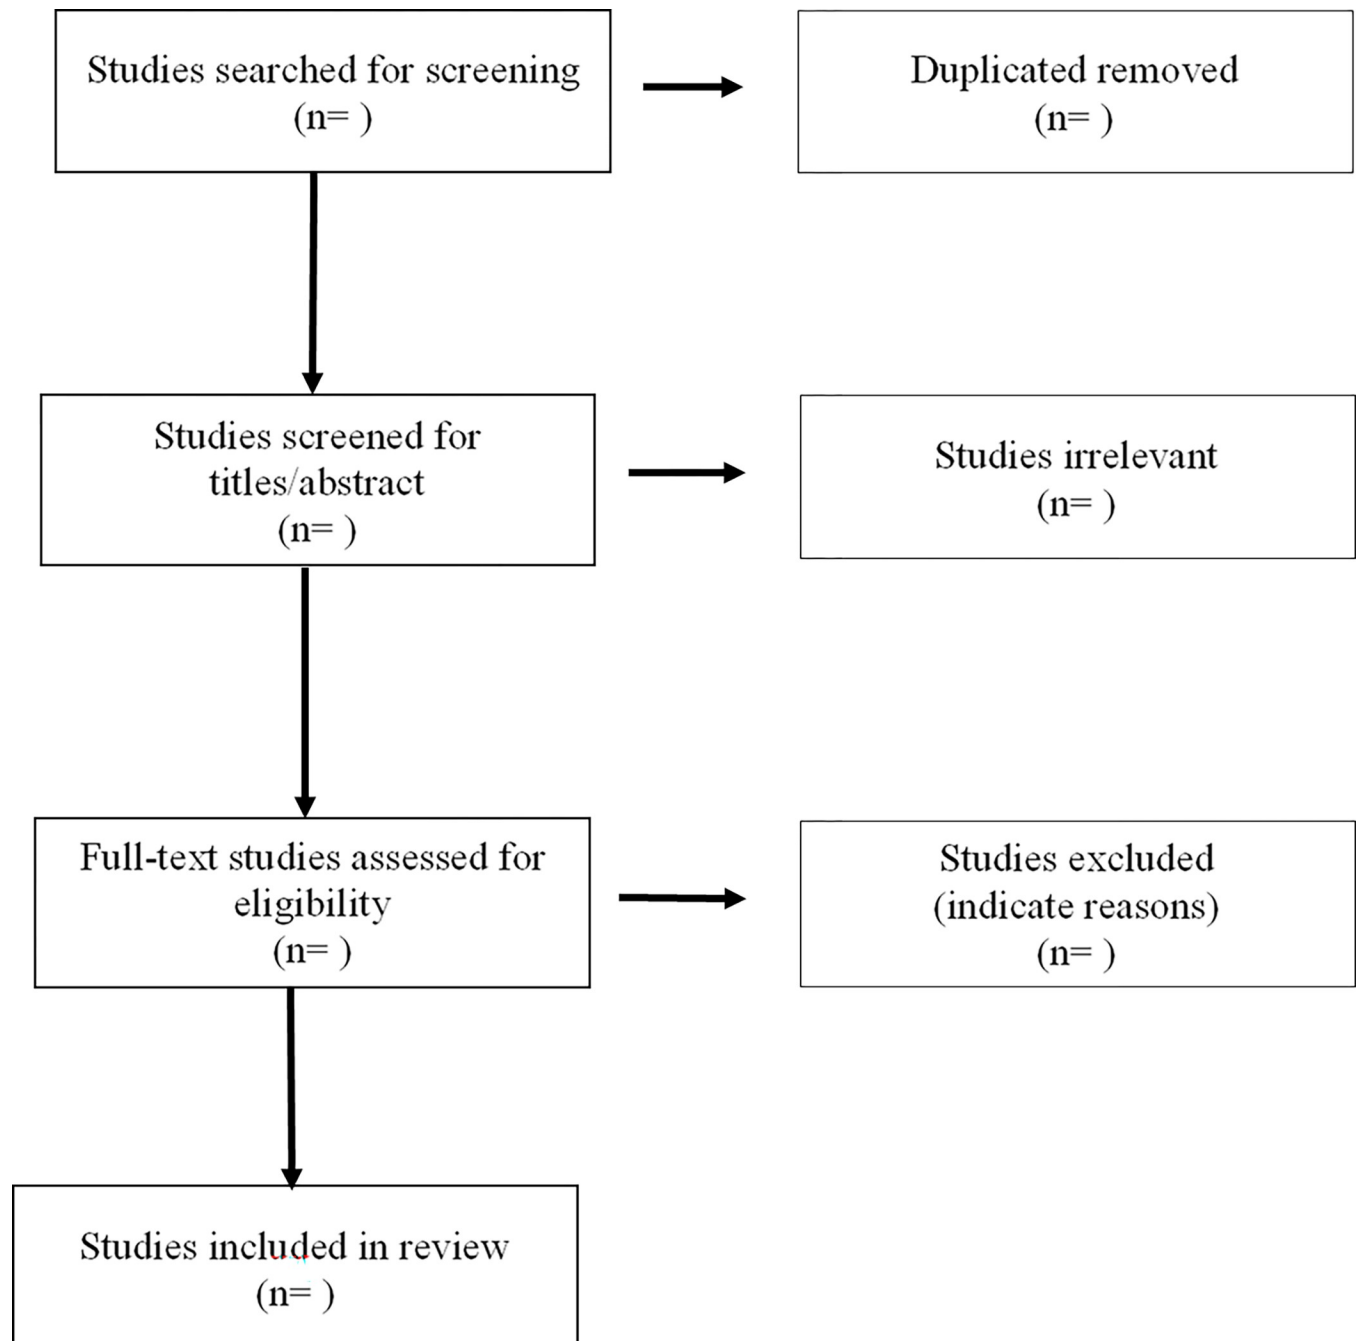 Studies searched for screening
(n= )
Duplicated removed
(n= )
Studies screened for
titles/abstract
(n= )
Studies irrelevant
(n= )
Full-text studies assessed for
eligibility
(n= )
Studies excluded
(indicate reasons)
(n= )
Studies included in review
(n= )